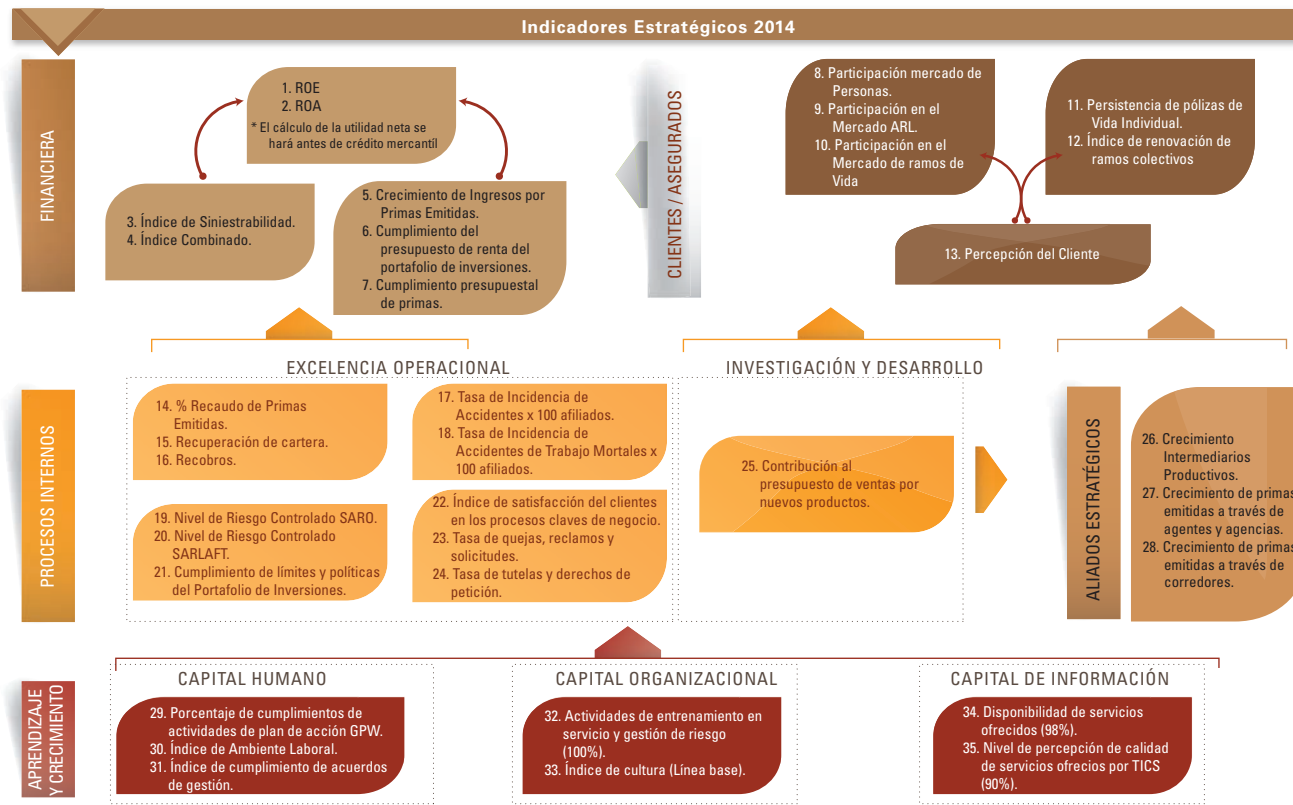 Indicadores Estratégicos 2014
FINANCIERA
1. ROE
2. ROA
* El cálculo de la utilidad neta se
hará antes de crédito mercantíl
3. Índice de Siniestrabilidad.
4. Índice Combinado.
5. Crecimiento de Ingresos por
Primas Emitidas.
6. Cumplimiento del
presupuesto de renta del
portafolio de inversiones.
7. Cumplimiento presupuestal
de primas.
CLIENTES / ASEGURADOS
8. Participación mercado de
Personas.
9. Participación en el
Mercado ARL.
10. Participación en el
Mercado de ramos de
Vida
11. Persistencia de pólizas de
Vida Individual.
12. Índice de renovación de
ramos colectivos
13. Percepción del Cliente
PROCESOS INTERNOS
EXCELENCIA OPERACIONAL
14. % Recaudo de Primas
Emitidas.
15. Recuperación de cartera.
16. Recobros.
17. Tasa de Incidencia de
Accidentes x 100 afiliados.
18. Tasa de Incidencia de
Accidentes de Trabajo Mortales x
100 afiliados.
19. Nivel de Riesgo Controlado SARO.
20. Nivel de Riesgo Controlado
SARLAFT.
21. Cumplimiento de límites y políticas
del Portafolio de Inversiones.
22. Índice de satisfacción del clientes
en los procesos claves de negocio.
23. Tasa de quejas, reclamos y
solicitudes.
24. Tasa de tutelas y derechos de
petición.
INVESTIGACIÓN Y DESARROLLO
25. Contribución al
presupuesto de ventas por
nuevos productos.
ALIADOS ESTRATÉGICOS
26. Crecimiento
Intermediarios
Productivos.
27. Crecimiento de primas
emitidas a través de
agentes y agencias.
28. Crecimiento de primas
emitidas a través de
corredores.
APRENDIZAJE
Y CRECIMIENTO
CAPITAL HUMANO
29. Porcentaje de cumplimientos de
actividades de plan de acción GPW.
30. Índice de Ambiente Laboral.
31. Índice de cumplimiento de acuerdos
de gestión.
CAPITAL ORGANIZACIONAL
32. Actividades de entrenamiento en
servicio y gestión de riesgo
(100%).
33. Índice de cultura (Línea base).
CAPITAL DE INFORMACIÓN
34. Disponibilidad de servicios
ofrecidos (98%).
35. Nivel de percepción de calidad
de servicios ofrecios por TICS
(90%).